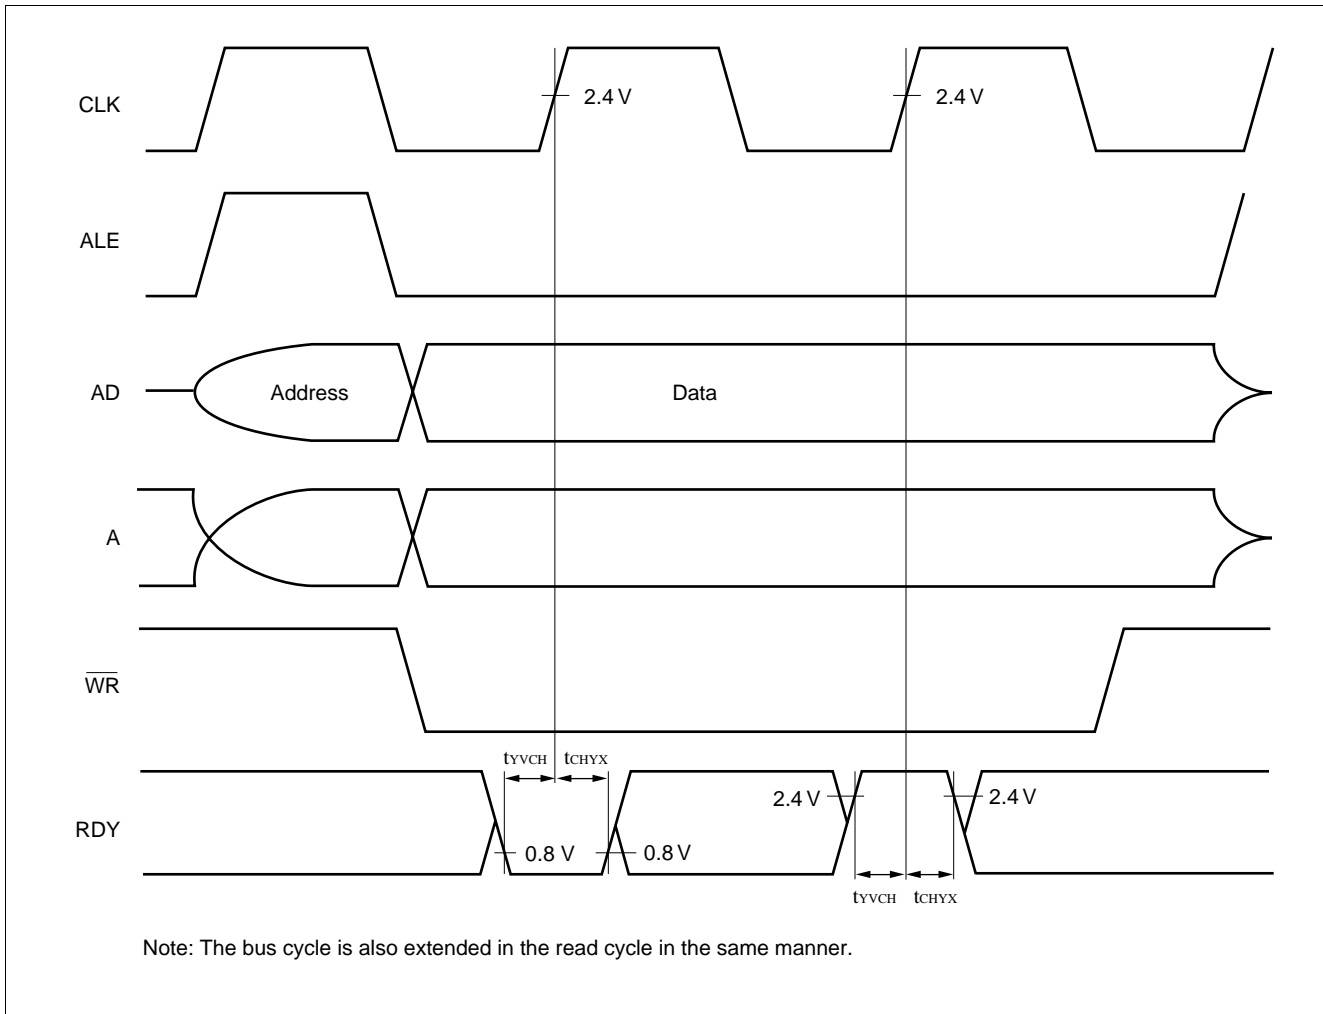 CLK
2.4 V
2.4 V
ALE
AD
Address
Data
A
WR
tYVCH
tCHYX
RDY
2.4 V
2.4 V
0.8 V
0.8 V
tYVCH
tCHYX
Note: The bus cycle is also extended in the read cycle in the same manner.